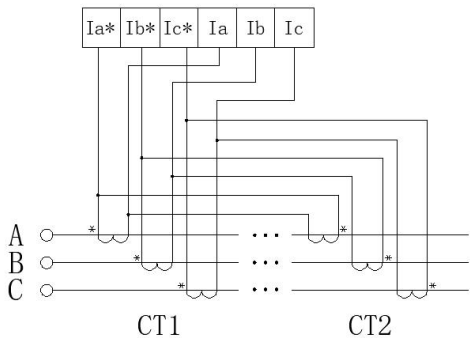 Ia* Ib* Ic* Ia Ib Ic
* *
A ...
* *
B ...
* *
C ...
CT1 CT2